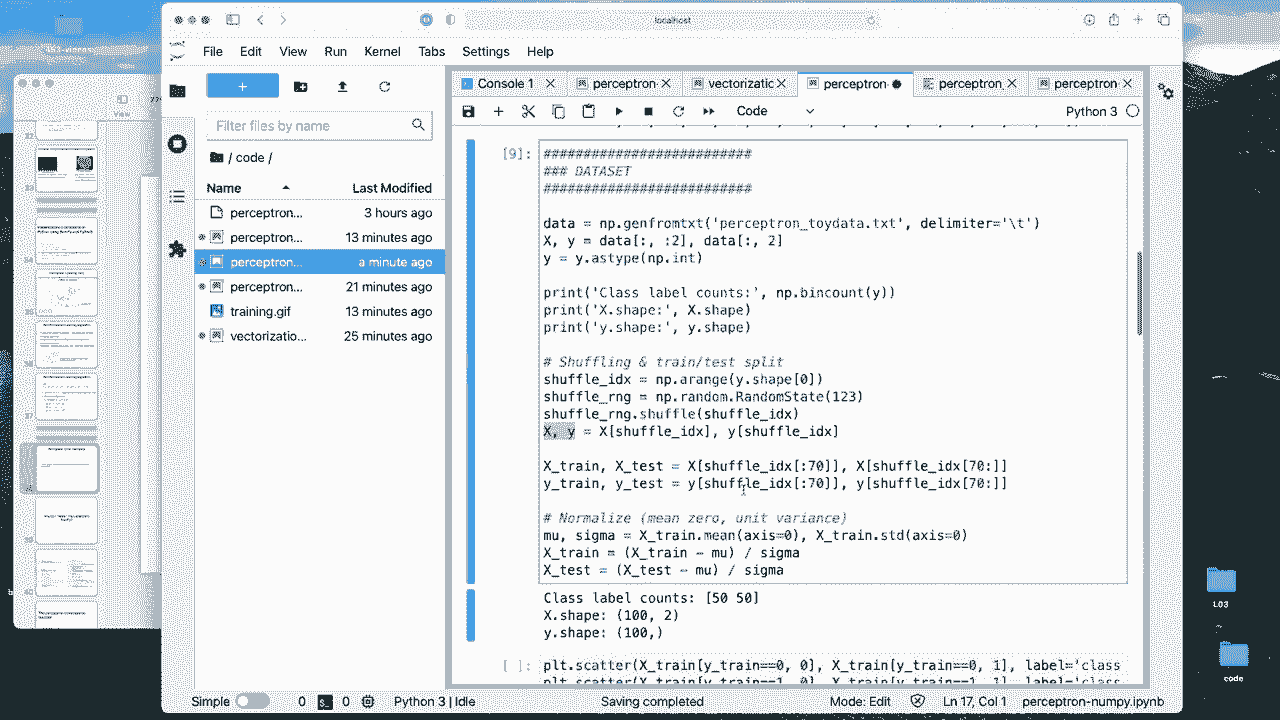 localhost
File Edit View Run Kernel Tabs Settings Help
Console 1 perceptron- vectorizatic perceptron- perceptron_ perceptron
Code Python 3
Filter files by name
/ code /
Name Last Modified
perceptron... 3 hours ago
perceptron... 13 minutes ago
perceptron... a minute ago
perceptron... 21 minutes ago
training.gif 13 minutes ago
vectorizatio... 25 minutes ago
[9]:
##########################
### DATASET
##########################
data = np.genfromtxt('perceptron_toydata.txt', delimiter='\t')
X, y = data[:, :2], data[:, 2]
y = y.astype(np.int)
print('Class label counts:', np.bincount(y))
print('X.shape:', X.shape)
print('y.shape:', y.shape)
# Shuffling & train/test split
shuffle_idx = np.arange(y.shape[0])
shuffle_rng = np.random.RandomState(123)
shuffle_rng.shuffle(shuffle_idx)
X, y = X[shuffle_idx], y[shuffle_idx]
X_train, X_test = X[shuffle_idx[:70]], X[shuffle_idx[70:]]
y_train, y_test = y[shuffle_idx[:70]], y[shuffle_idx[70:]]
# Normalize (mean zero, unit variance)
mu, sigma = X_train.mean(axis=0), X_train.std(axis=0)
X_train = (X_train - mu) / sigma
X_test = (X_test - mu) / sigma
Class label counts: [50 50]
X.shape: (100, 2)
y.shape: (100,)
[ ]: plt.scatter(X_train[y_train==0, 0], X_train[y_train==0, 1], label='class
Simple 0 0 Python 3 | Idle Saving completed Mode: Edit Ln 17, Col 1 perceptron-numpy.ipynb
View
L03
code